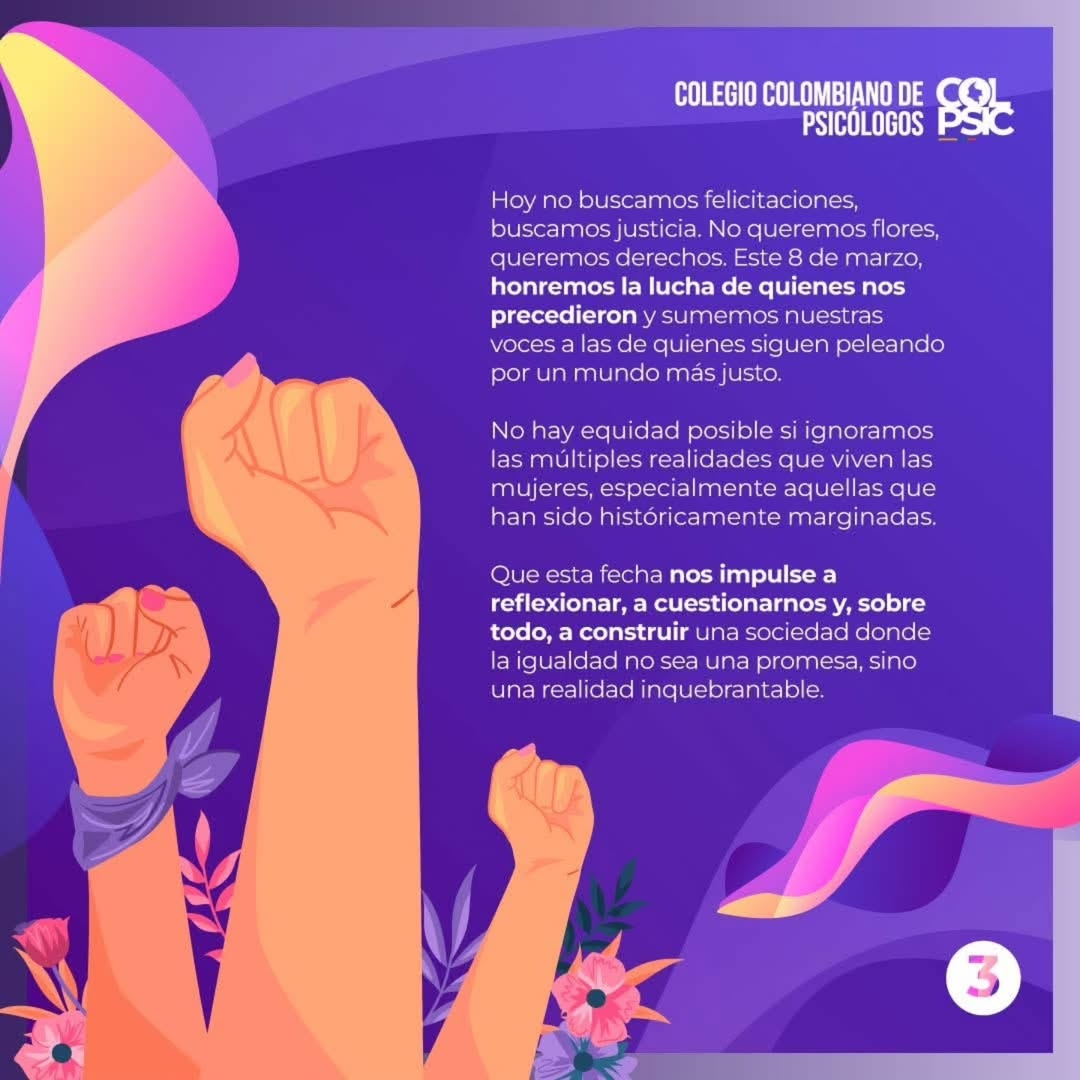 COLEGIO COLOMBIANO DE
PSICÓLOGOS
COL
PSIC
Hoy no buscamos felicitaciones,
buscamos justicia. No queremos flores,
queremos derechos. Este 8 de marzo,
honremos la lucha de quienes nos
precedieron y sumemos nuestras
voces a las de quienes siguen peleando
por un mundo más justo.
No hay equidad posible si ignoramos
las múltiples realidades que viven las
mujeres, especialmente aquellas que
han sido históricamente marginadas.
Que esta fecha nos impulse a
reflexionar, a cuestionarnos y, sobre
todo, a construir una sociedad donde
la igualdad no sea una promesa, sino
una realidad inquebrantable.
3